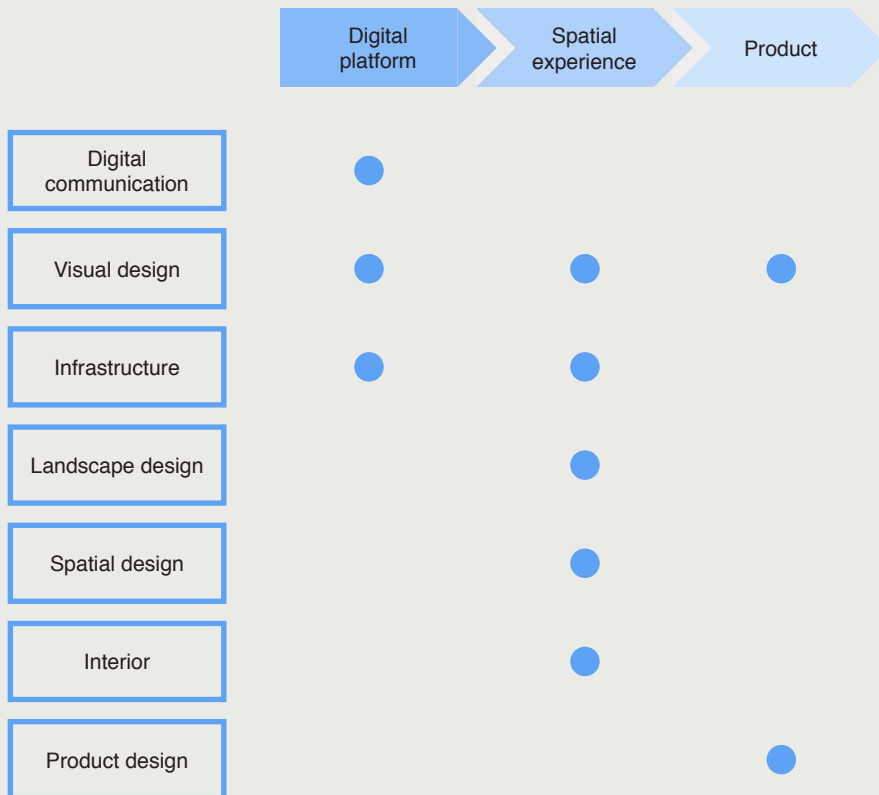 Digital
platform
Spatial
experience
Product
Digital
communication
Visual design
Infrastructure
Landscape design
Spatial design
Interior
Product design